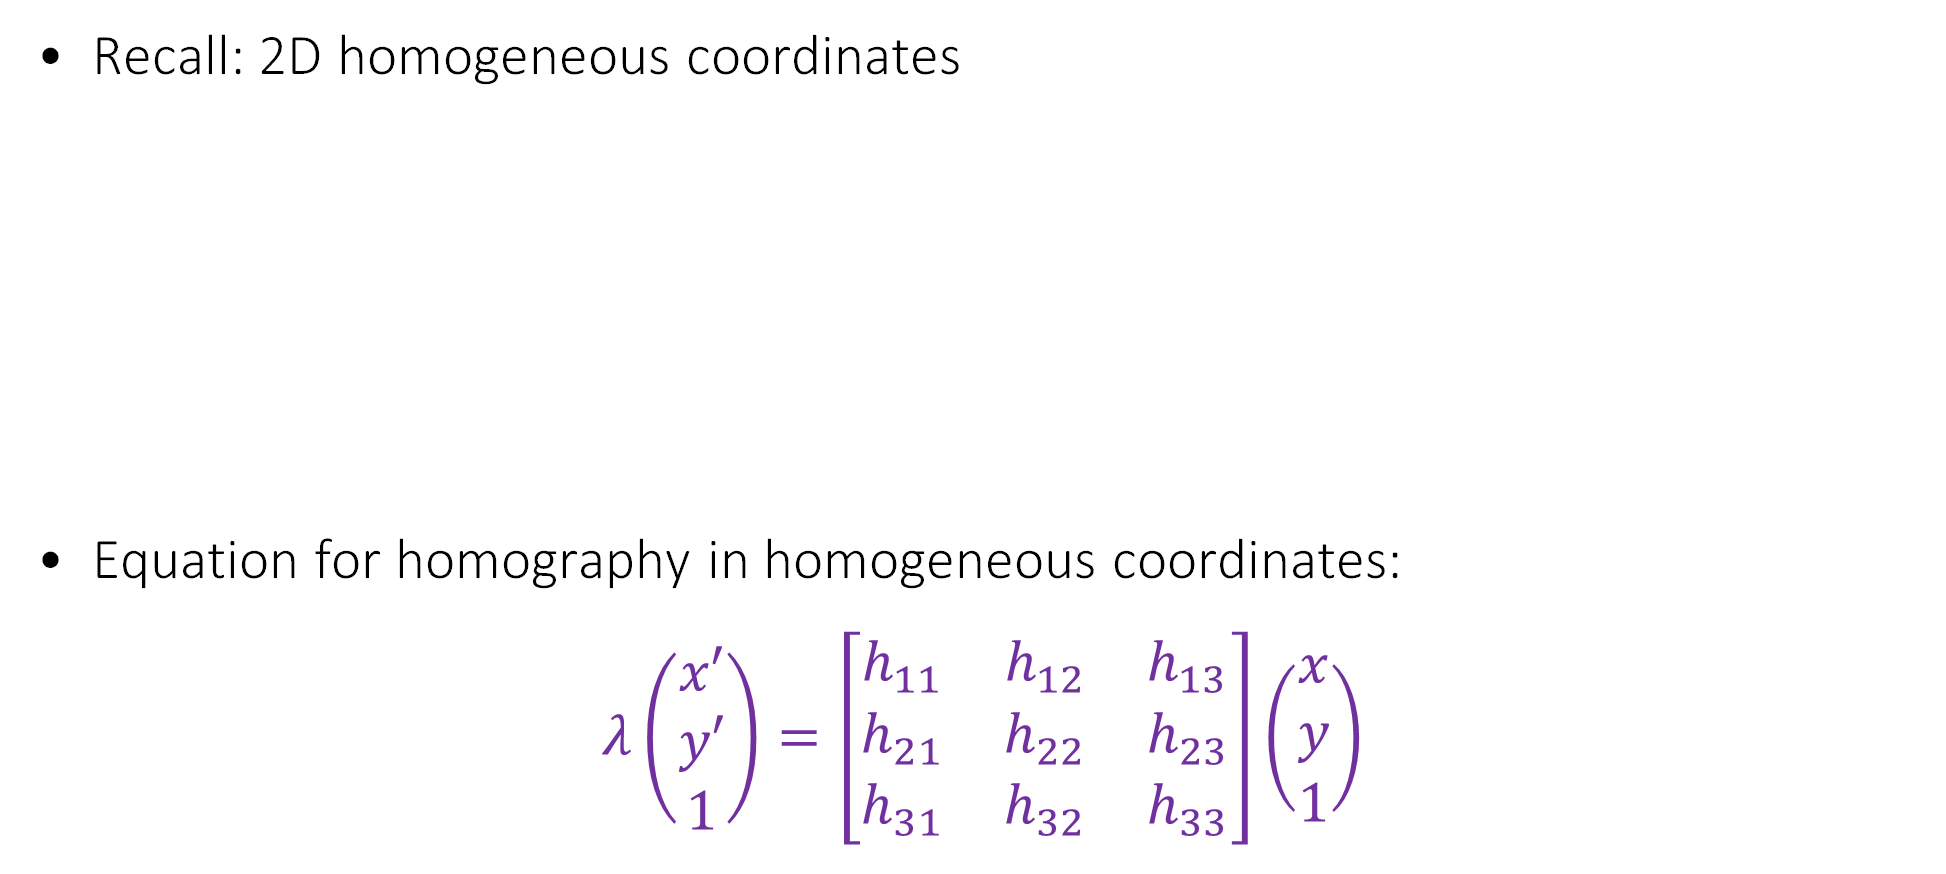 • Recall: 2D homogeneous coordinates
• Equation for homography in homogeneous coordinates:
λ(x′ y′ 1) = [h₁₁ h₁₂ h₁₃
h₂₁ h₂₂ h₂₃
h₃₁ h₃₂ h₃₃] (x y 1)